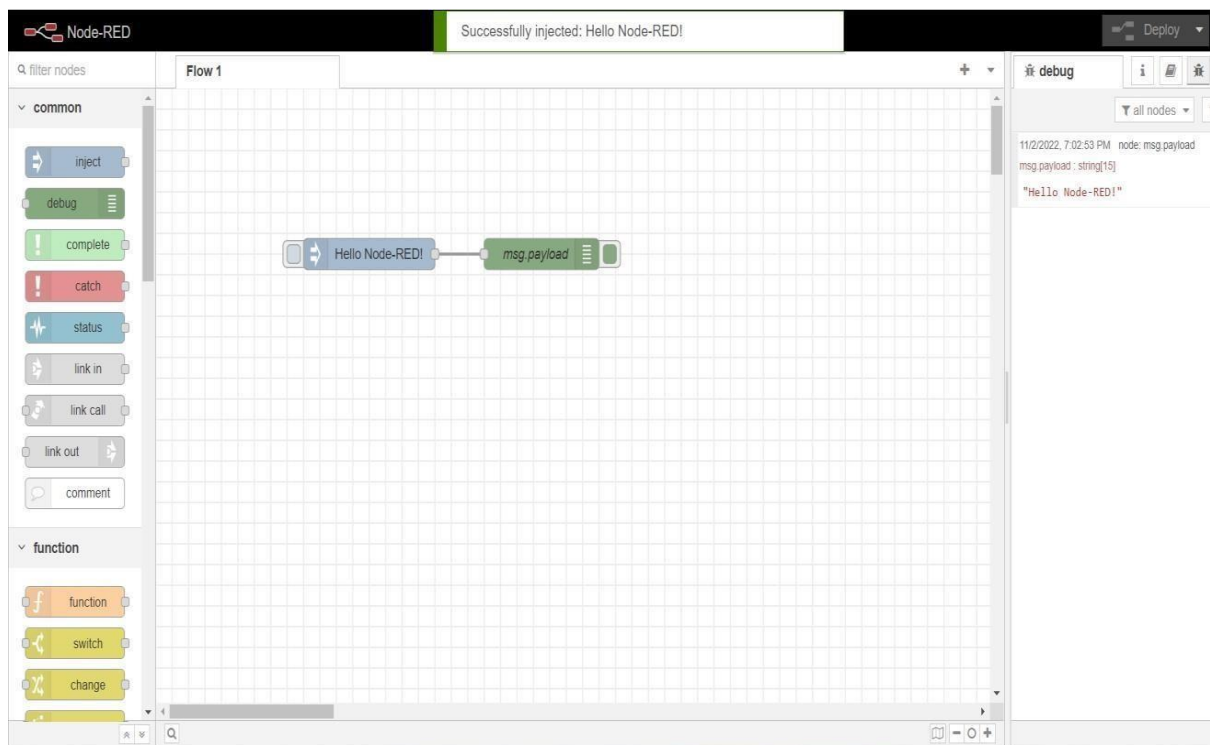 Node-RED
Successfully injected: Hello Node-RED!
Deploy
filter nodes
Flow 1
debug
i
common
all nodes
inject
debug
complete
catch
status
link in
link call
link out
comment
function
function
switch
change
Hello Node-RED!
msg.payload
11/2/2022, 7:02:53 PM node: msg.payload
msg.payload : string[15]
"Hello Node-RED!"